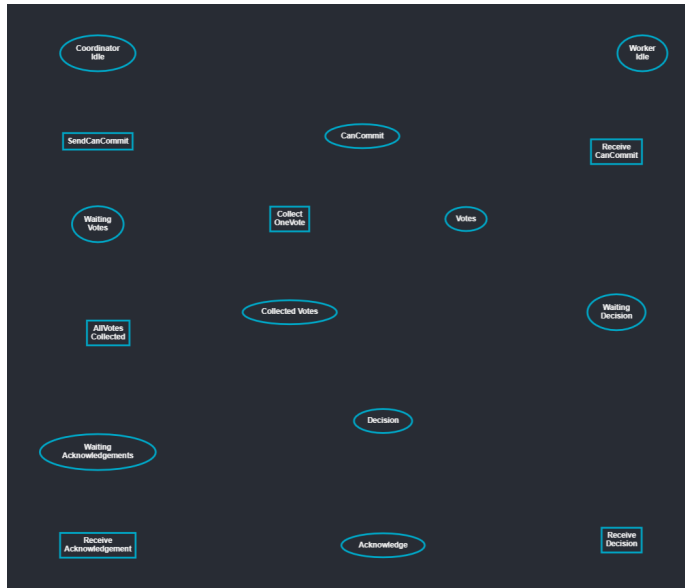 Coordinator
Idle
Worker
Idle
SendCanCommit
CanCommit
Receive
CanCommit
Waiting
Votes
Collect
OneVote
Votes
Collected Votes
Waiting
Decision
AllVotes
Collected
Decision
Waiting
Acknowledgements
Receive
Acknowledgement
Acknowledge
Receive
Decision